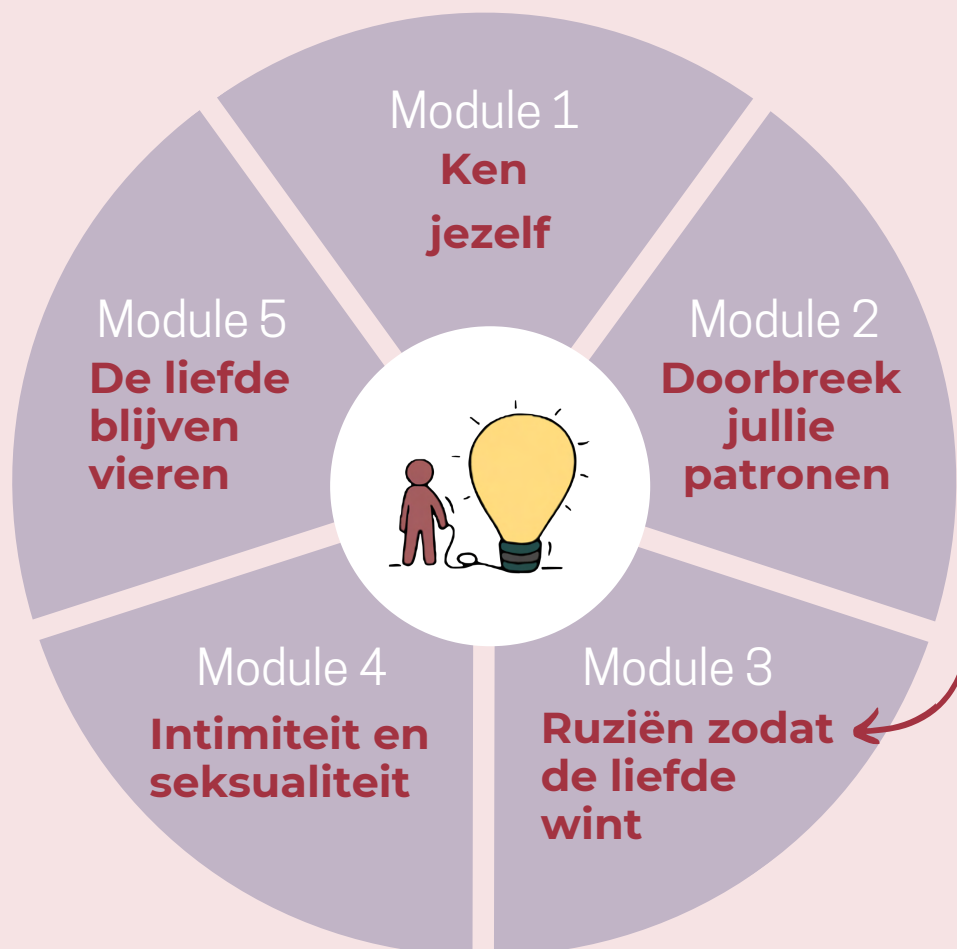 Module 1
Ken
jezelf
Module 2
Doorbreek
jullie
patronen
Module 3
Ruziën zodat
de liefde
wint
Module 4
Intimiteit en
seksualiteit
Module 5
De liefde
blijven
vieren